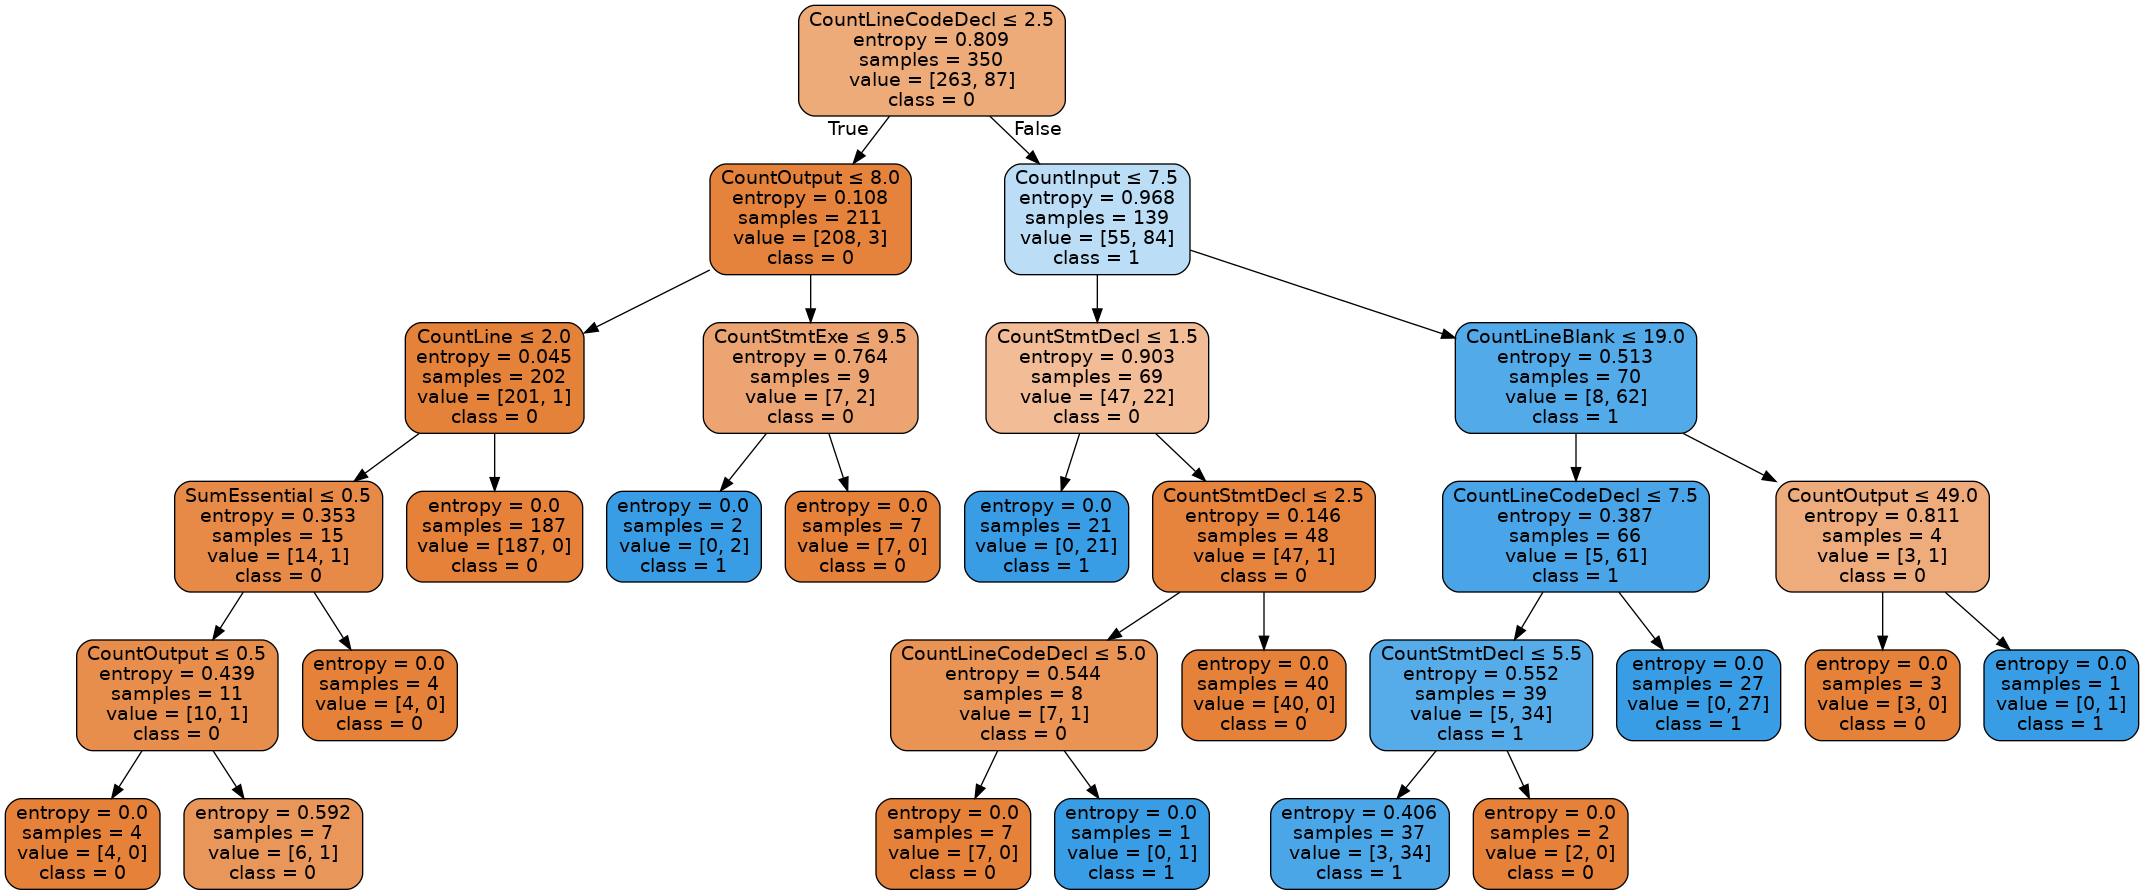 CountLineCodeDecl ≤ 2.5
entropy = 0.809
samples = 350
value = [263, 87]
class = 0
True
False
CountOutput ≤ 8.0
entropy = 0.108
samples = 211
value = [208, 3]
class = 0
CountInput ≤ 7.5
entropy = 0.968
samples = 139
value = [55, 84]
class = 1
CountLine ≤ 2.0
entropy = 0.045
samples = 202
value = [201, 1]
class = 0
CountStmtExe ≤ 9.5
entropy = 0.764
samples = 9
value = [7, 2]
class = 0
CountStmtDecl ≤ 1.5
entropy = 0.903
samples = 69
value = [47, 22]
class = 0
CountLineBlank ≤ 19.0
entropy = 0.513
samples = 70
value = [8, 62]
class = 1
SumEssential ≤ 0.5
entropy = 0.353
samples = 15
value = [14, 1]
class = 0
entropy = 0.0
samples = 187
value = [187, 0]
class = 0
entropy = 0.0
samples = 2
value = [0, 2]
class = 1
entropy = 0.0
samples = 7
value = [7, 0]
class = 0
entropy = 0.0
samples = 21
value = [0, 21]
class = 1
CountStmtDecl ≤ 2.5
entropy = 0.146
samples = 48
value = [47, 1]
class = 0
CountLineCodeDecl ≤ 7.5
entropy = 0.387
samples = 66
value = [5, 61]
class = 1
CountOutput ≤ 49.0
entropy = 0.811
samples = 4
value = [3, 1]
class = 0
CountOutput ≤ 0.5
entropy = 0.439
samples = 11
value = [10, 1]
class = 0
entropy = 0.0
samples = 4
value = [4, 0]
class = 0
CountLineCodeDecl ≤ 5.0
entropy = 0.544
samples = 8
value = [7, 1]
class = 0
entropy = 0.0
samples = 40
value = [40, 0]
class = 0
CountStmtDecl ≤ 5.5
entropy = 0.552
samples = 39
value = [5, 34]
class = 1
entropy = 0.0
samples = 27
value = [0, 27]
class = 1
entropy = 0.0
samples = 3
value = [3, 0]
class = 0
entropy = 0.0
samples = 1
value = [0, 1]
class = 1
entropy = 0.0
samples = 4
value = [4, 0]
class = 0
entropy = 0.592
samples = 7
value = [6, 1]
class = 0
entropy = 0.0
samples = 7
value = [7, 0]
class = 0
entropy = 0.0
samples = 1
value = [0, 1]
class = 1
entropy = 0.406
samples = 37
value = [3, 34]
class = 1
entropy = 0.0
samples = 2
value = [2, 0]
class = 0